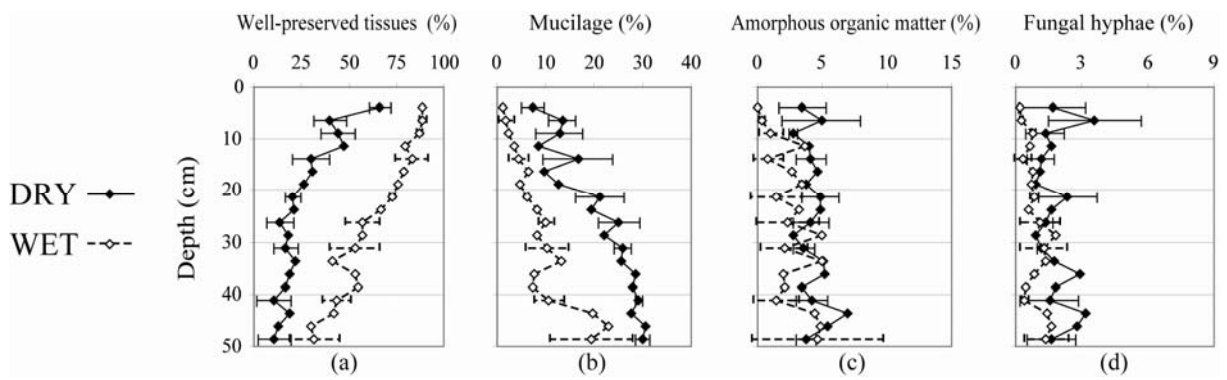 Well-preserved tissues (%) Mucilage (%) Amorphous organic matter (%) Fungal hyphae (%)
0 25 50 75 100 0 10 20 30 40 0 5 10 15 0 3 6 9
0
10
20
30
40
50
Depth (cm)
DRY
WET
(a) (b) (c) (d)